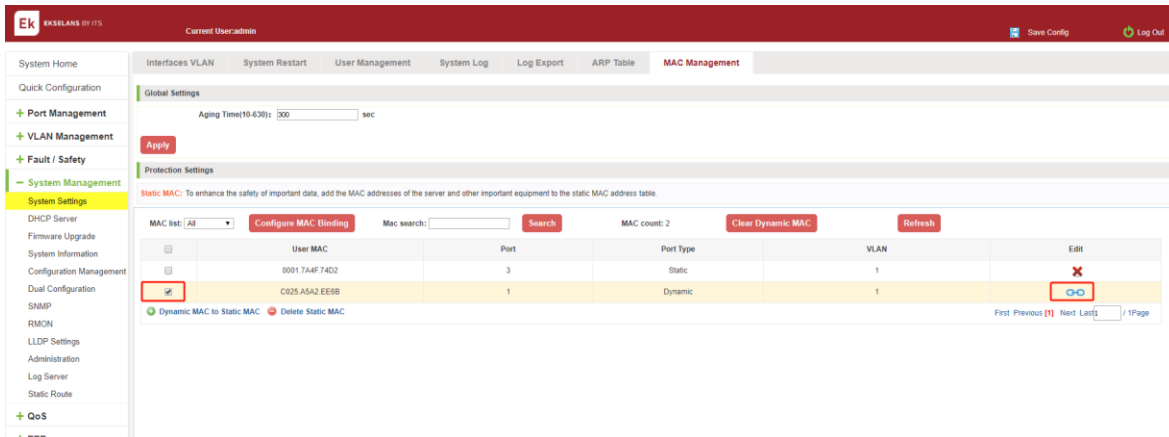 Ek EKSELANS BY ITS
Current User:admin
Save Config
Log Out
System Home
Quick Configuration
Port Management
VLAN Management
Fault / Safety
System Management
System Settings
DHCP Server
Firmware Upgrade
System Information
Configuration Management
Dual Configuration
SNMP
RMON
LLDP Settings
Administration
Log Server
Static Route
QoS
Interfaces VLAN System Restart User Management System Log Log Export ARP Table MAC Management
Global Settings
Aging Time(10-630): 300 sec
Apply
Protection Settings
Static MAC: To enhance the safety of important data, add the MAC addresses of the server and other important equipment to the static MAC address table.
MAC list: All Configure MAC Binding Mac search: Search MAC count: 2 Clear Dynamic MAC Refresh
User MAC Port Port Type VLAN Edit
0001.7A4F.74D2 3 Static 1
C025.A5A2.EE6B 1 Dynamic 1
Dynamic MAC to Static MAC Delete Static MAC
First Previous [1] Next Last 1 / 1Page